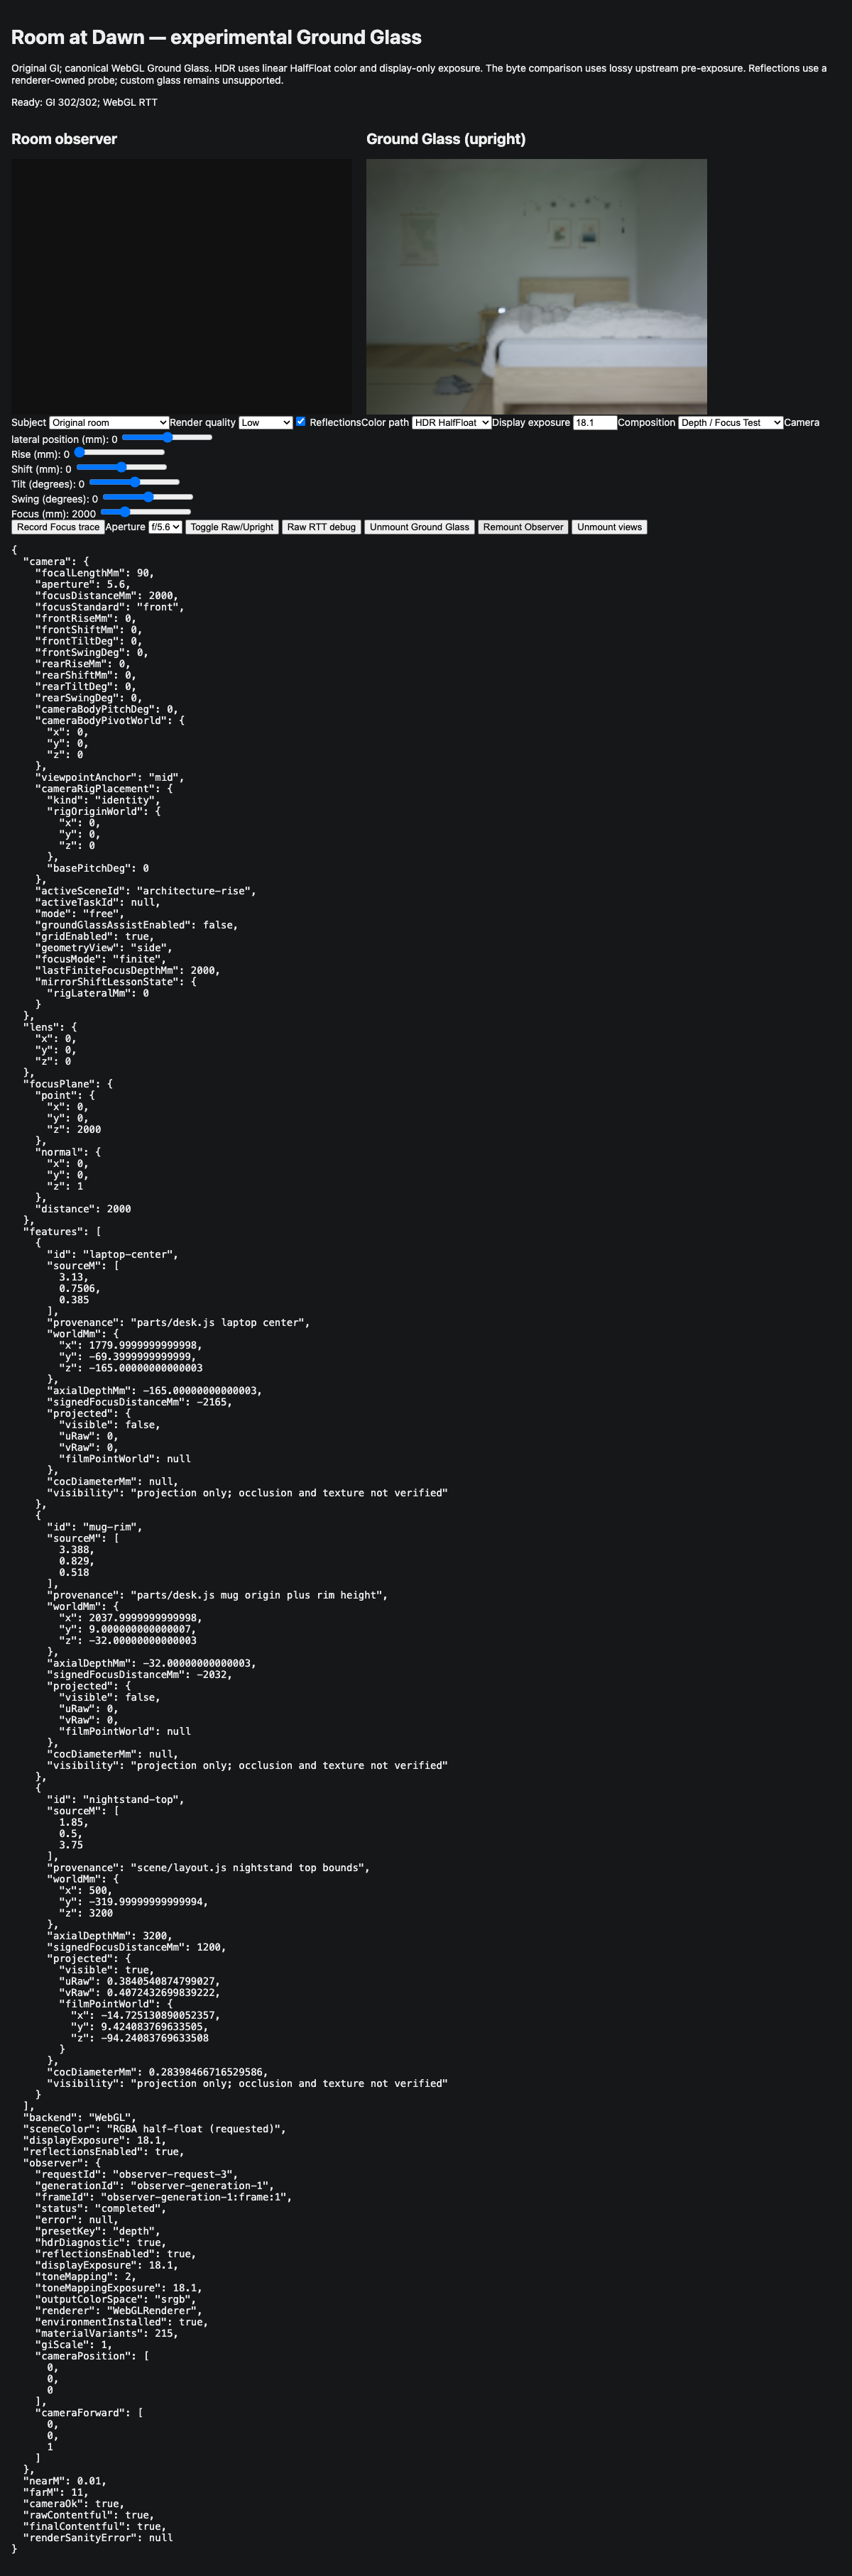 Room at Dawn — experimental Ground Glass
Original GI; canonical WebGL Ground Glass. HDR uses linear HalfFloat color and display-only exposure. The byte comparison uses lossy upstream pre-exposure. Reflections use a
renderer-owned probe; custom glass remains unsupported.
Ready: GI 302/302; WebGL RTT
Room observer
Ground Glass (upright)
Subject Original room Render quality Low Reflections Color path HDR HalfFloat Display exposure 18.1 Composition Depth / Focus Test Camera
lateral position (mm): 0
Rise (mm): 0
Shift (mm): 0
Tilt (degrees): 0
Swing (degrees): 0
Focus (mm): 2000
Record Focus trace Aperture f/5.6 Toggle Raw/Upright Raw RTT debug Unmount Ground Glass Remount Observer Unmount views
{
  "camera": {
    "focalLengthMm": 90,
    "aperture": 5.6,
    "focusDistanceMm": 2000,
    "focusStandard": "front",
    "frontRiseMm": 0,
    "frontShiftMm": 0,
    "frontTiltDeg": 0,
    "frontSwingDeg": 0,
    "rearRiseMm": 0,
    "rearShiftMm": 0,
    "rearTiltDeg": 0,
    "rearSwingDeg": 0,
    "cameraBodyPitchDeg": 0,
    "cameraBodyPivotWorld": {
      "x": 0,
      "y": 0,
      "z": 0
    },
    "viewpointAnchor": "mid",
    "cameraRigPlacement": {
      "kind": "identity",
      "rigOriginWorld": {
        "x": 0,
        "y": 0,
        "z": 0
      },
      "basePitchDeg": 0
    },
    "activeSceneId": "architecture-rise",
    "activeTaskId": null,
    "mode": "free",
    "groundGlassAssistEnabled": false,
    "gridEnabled": true,
    "geometryView": "side",
    "focusMode": "finite",
    "lastFiniteFocusDepthMm": 2000,
    "mirrorShiftLessonState": {
      "rigLateralMm": 0
    }
  },
  "lens": {
    "x": 0,
    "y": 0,
    "z": 0
  },
  "focusPlane": {
    "point": {
      "x": 0,
      "y": 0,
      "z": 2000
    },
    "normal": {
      "x": 0,
      "y": 0,
      "z": 1
    },
    "distance": 2000
  },
  "features": [
    {
      "id": "laptop-center",
      "sourceM": [
        3.13,
        0.7506,
        0.385
      ],
      "provenance": "parts/desk.js laptop center",
      "worldMm": {
        "x": 1779.9999999999998,
        "y": -69.3999999999999,
        "z": -165.00000000000003
      },
      "axialDepthMm": -165.00000000000003,
      "signedFocusDistanceMm": -2165,
      "projected": {
        "visible": false,
        "uRaw": 0,
        "vRaw": 0,
        "filmPointWorld": null
      },
      "cocDiameterMm": null,
      "visibility": "projection only; occlusion and texture not verified"
    },
    {
      "id": "mug-rim",
      "sourceM": [
        3.388,
        0.829,
        0.518
      ],
      "provenance": "parts/desk.js mug origin plus rim height",
      "worldMm": {
        "x": 2037.9999999999998,
        "y": 9.000000000000007,
        "z": -32.00000000000003
      },
      "axialDepthMm": -32.00000000000003,
      "signedFocusDistanceMm": -2032,
      "projected": {
        "visible": false,
        "uRaw": 0,
        "vRaw": 0,
        "filmPointWorld": null
      },
      "cocDiameterMm": null,
      "visibility": "projection only; occlusion and texture not verified"
    },
    {
      "id": "nightstand-top",
      "sourceM": [
        1.85,
        0.5,
        3.75
      ],
      "provenance": "scene/layout.js nightstand top bounds",
      "worldMm": {
        "x": 500,
        "y": -319.99999999999994,
        "z": 3200
      },
      "axialDepthMm": 3200,
      "signedFocusDistanceMm": 1200,
      "projected": {
        "visible": true,
        "uRaw": 0.3840540874799027,
        "vRaw": 0.4072432699839222,
        "filmPointWorld": {
          "x": -14.725130890052357,
          "y": 9.424083769633505,
          "z": -94.24083769633508
        }
      },
      "cocDiameterMm": 0.28398466716529586,
      "visibility": "projection only; occlusion and texture not verified"
    }
  ],
  "backend": "WebGL",
  "sceneColor": "RGBA half-float (requested)",
  "displayExposure": 18.1,
  "reflectionsEnabled": true,
  "observer": {
    "requestId": "observer-request-3",
    "generationId": "observer-generation-1",
    "frameId": "observer-generation-1:frame:1",
    "status": "completed",
    "error": null,
    "presetKey": "depth",
    "hdrDiagnostic": true,
    "reflectionsEnabled": true,
    "displayExposure": 18.1,
    "toneMapping": 2,
    "toneMappingExposure": 18.1,
    "outputColorSpace": "srgb",
    "renderer": "WebGLRenderer",
    "environmentInstalled": true,
    "materialVariants": 215,
    "giScale": 1,
    "cameraPosition": [
      0,
      0,
      0
    ],
    "cameraForward": [
      0,
      0,
      1
    ]
  },
  "nearM": 0.01,
  "farM": 11,
  "cameraOk": true,
  "rawContentful": true,
  "finalContentful": true,
  "renderSanityError": null
}